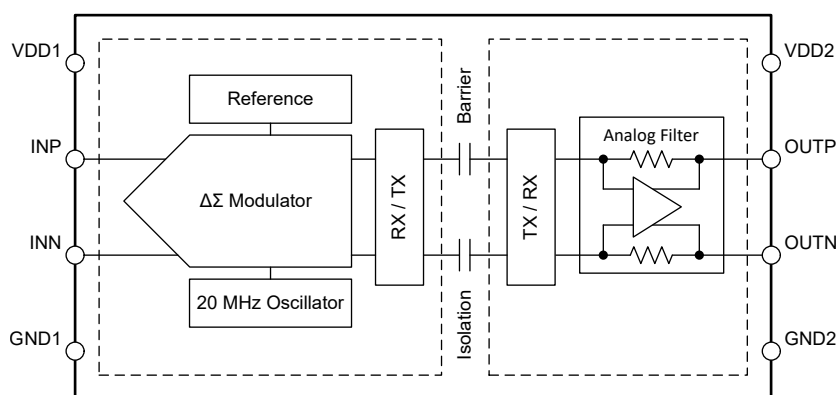 VDD1
VDD2
Reference
Barrier
INP
Analog Filter
OUTP
ΔΣ Modulator
RX / TX
TX / RX
INN
OUTN
20 MHz Oscillator
Isolation
GND1
GND2